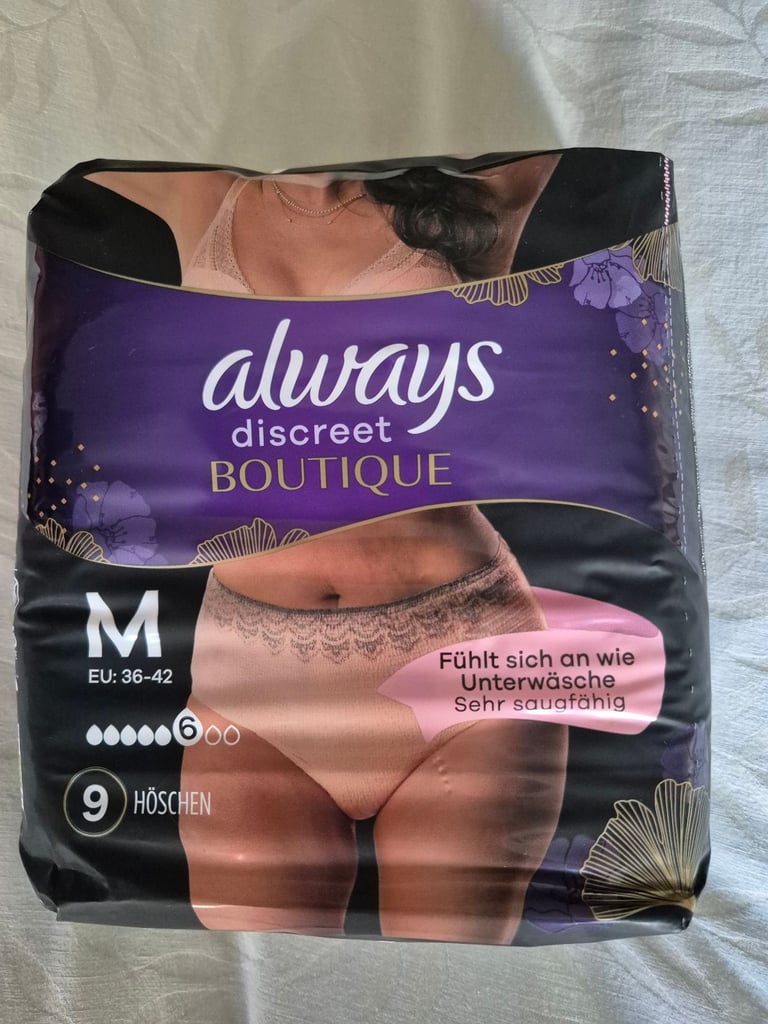 always
discreet
BOUTIQUE
M
EU: 36-42
6
9 HÖSCHEN
Fühlt sich an wie
Unterwäsche
Sehr saugfähig